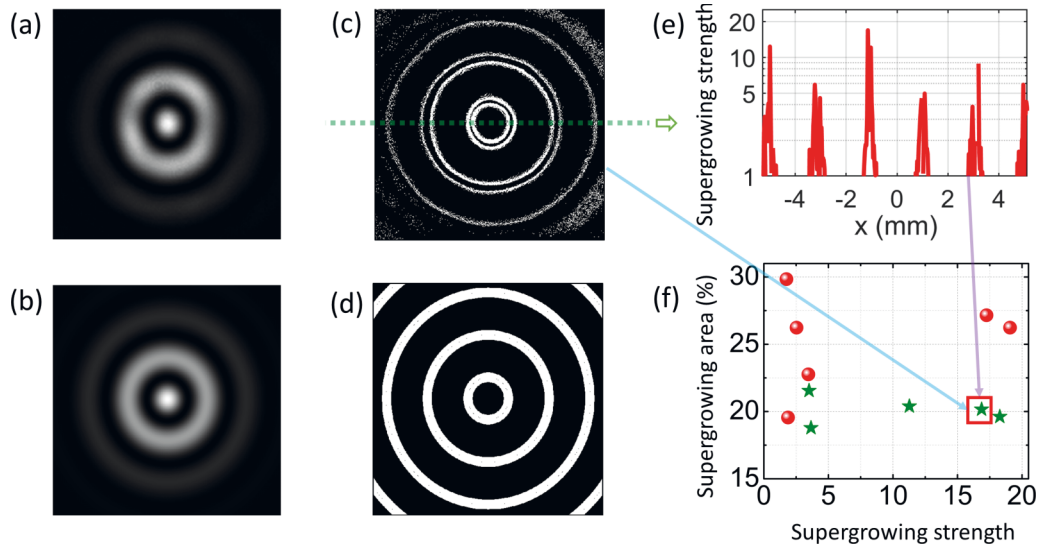 (a)
(c)
(e)
Supergrowing strength
20
10
5
1
-4
-2
0
2
4
x (mm)
(b)
(d)
(f)
Supergrowing area (%)
30
25
20
15
0
5
10
15
20
Supergrowing strength